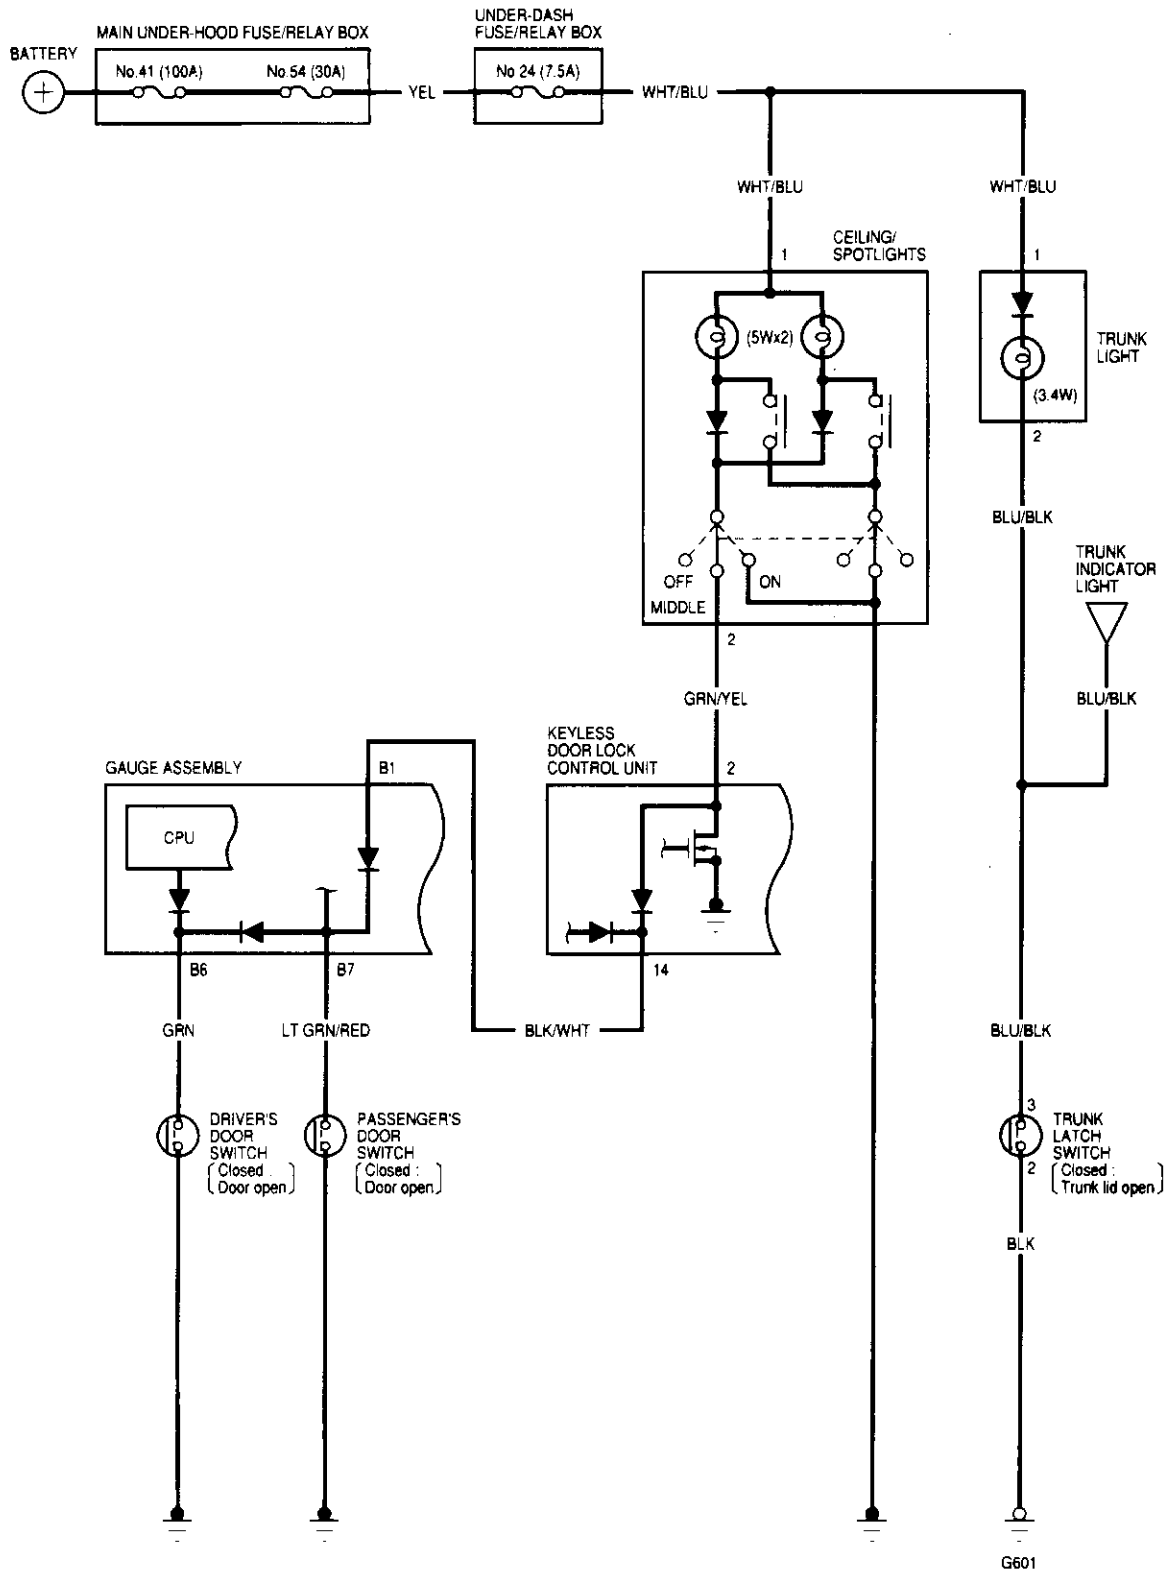 UNDER-DASH
FUSE/RELAY BOX
MAIN UNDER-HOOD FUSE/RELAY BOX
BATTERY
No.41 (100A)
No.54 (30A)
No 24 (7.5A)
YEL
WHT/BLU
WHT/BLU
WHT/BLU
CEILING/
SPOTLIGHTS
1
1
(5Wx2)
TRUNK
LIGHT
(3.4W)
2
BLU/BLK
TRUNK
INDICATOR
LIGHT
OFF
ON
MIDDLE
2
GRN/YEL
BLU/BLK
KEYLESS
DOOR LOCK
CONTROL UNIT
2
GAUGE ASSEMBLY
B1
CPU
B6
B7
14
GRN
LT GRN/RED
BLK/WHT
BLU/BLK
DRIVER'S
DOOR
SWITCH
(Closed :
Door open)
PASSENGER'S
DOOR
SWITCH
(Closed :
Door open)
3
TRUNK
LATCH
SWITCH
(Closed :
Trunk lid open)
2
BLK
G601